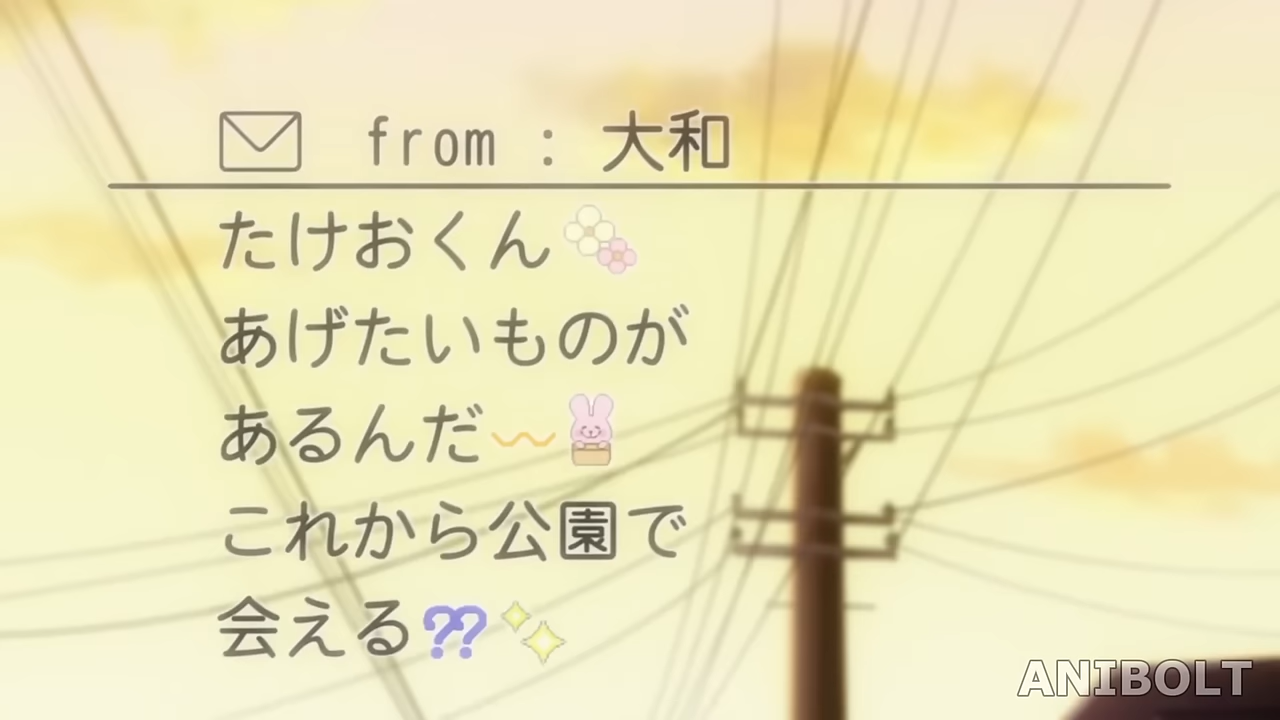 from : 大和
たけおくん
あげたいものが
あるんだ〰
これから公園で
会える⁇
ANIBOLT